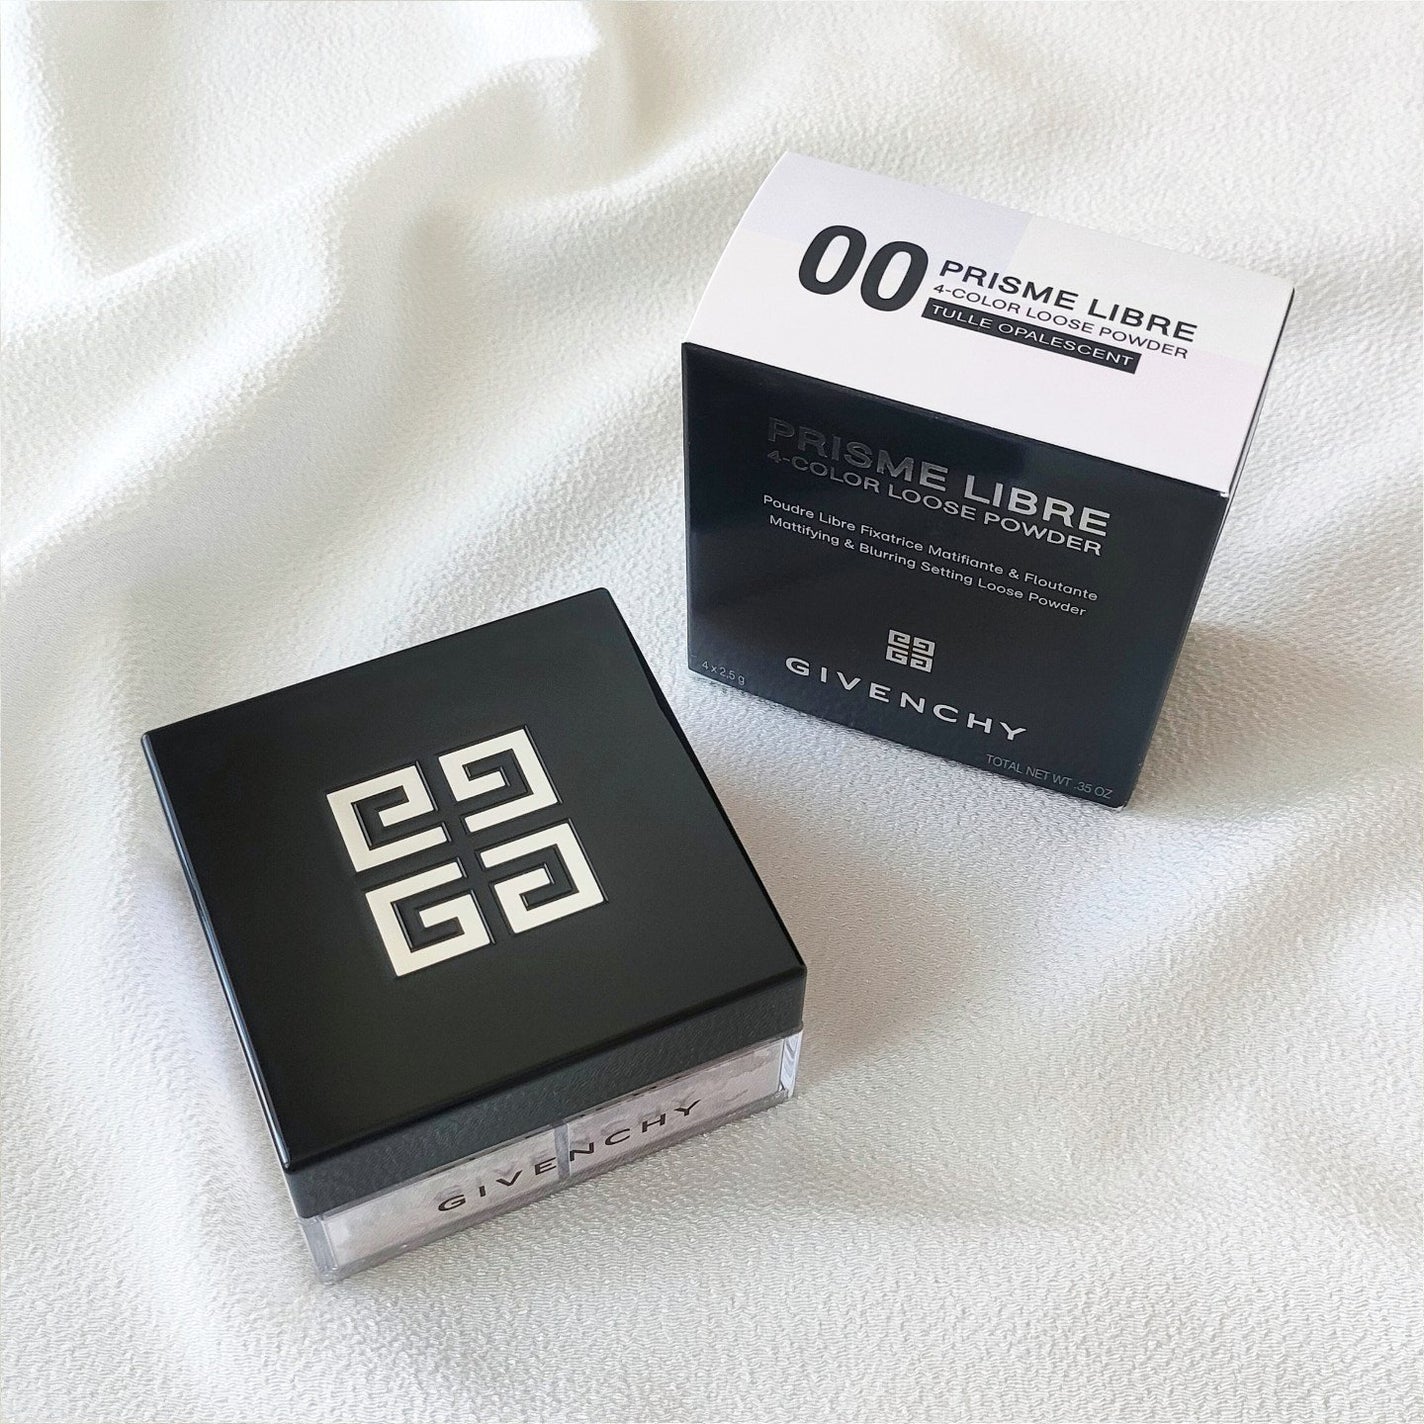 00
PRISME LIBRE
4-COLOR LOOSE POWDER
TULLE OPALESCENT
PRISME LIBRE
4-COLOR LOOSE POWDER
Poudre Libre Fixatrice Matifiante & Floutante
Mattifying & Blurring Setting Loose Powder
GIVENCHY
4 x 2,5 g
TOTAL NET WT .35 OZ
GIVENCHY